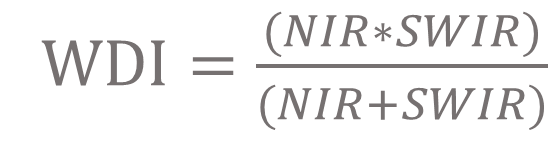 WDI = (NIR*SWIR)
(NIR+SWIR)